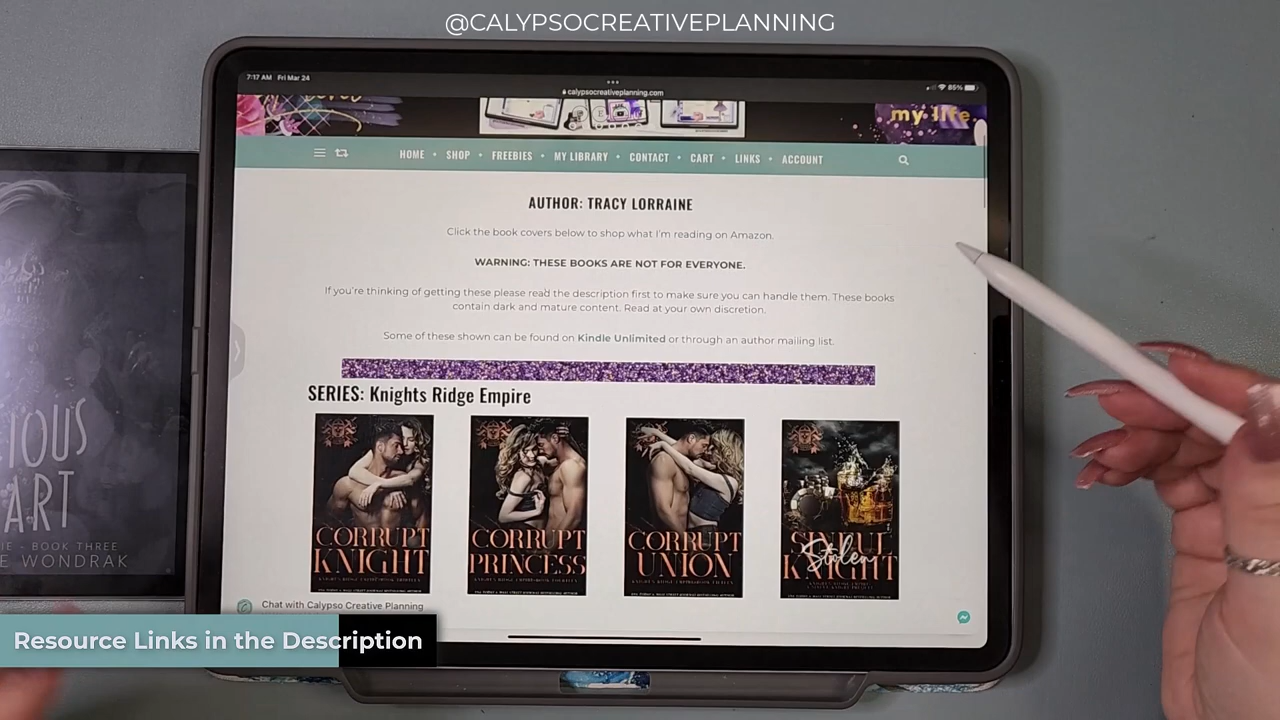 @CALYPSOCREATIVEPLANNING
7:17 AM Fri Mar 24
calypsocreativeplanning.com
85%
my life
HOME • SHOP • FREEBIES • MY LIBRARY • CONTACT • CART • LINKS • ACCOUNT
AUTHOR: TRACY LORRAINE
Click the book covers below to shop what I'm reading on Amazon.
WARNING: THESE BOOKS ARE NOT FOR EVERYONE.
If you're thinking of getting these please read the description first to make sure you can handle them. These books
contain dark and mature content. Read at your own discretion.
Some of these shown can be found on Kindle Unlimited or through an author mailing list.
SERIES: Knights Ridge Empire
CORRUPT
KNIGHT
CORRUPT
PRINCESS
CORRUPT
UNION
SINFUL
Stolen
KNIGHT
Chat with Calypso Creative Planning
IOUS
ART
IE - BOOK THREE
E WONDRAK
Resource Links in the Description